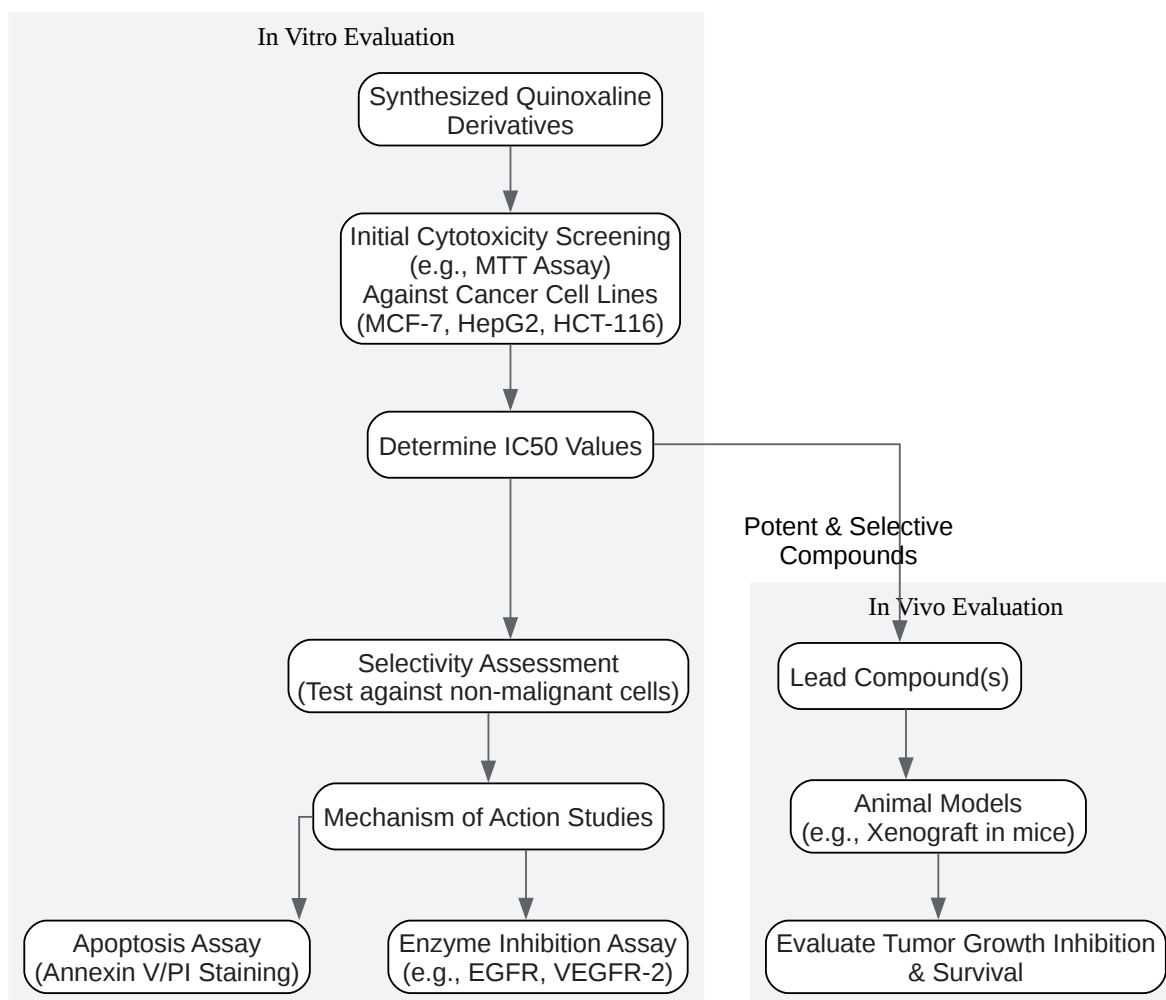 In Vitro Evaluation
Synthesized Quinoxaline
Derivatives
Initial Cytotoxicity Screening
(e.g., MTT Assay)
Against Cancer Cell Lines
(MCF-7, HepG2, HCT-116)
Determine IC50 Values
Potent & Selective
Compounds
Selectivity Assessment
(Test against non-malignant cells)
Mechanism of Action Studies
Apoptosis Assay
(Annexin V/PI Staining)
Enzyme Inhibition Assay
(e.g., EGFR, VEGFR-2)
In Vivo Evaluation
Lead Compound(s)
Animal Models
(e.g., Xenograft in mice)
Evaluate Tumor Growth Inhibition
& Survival